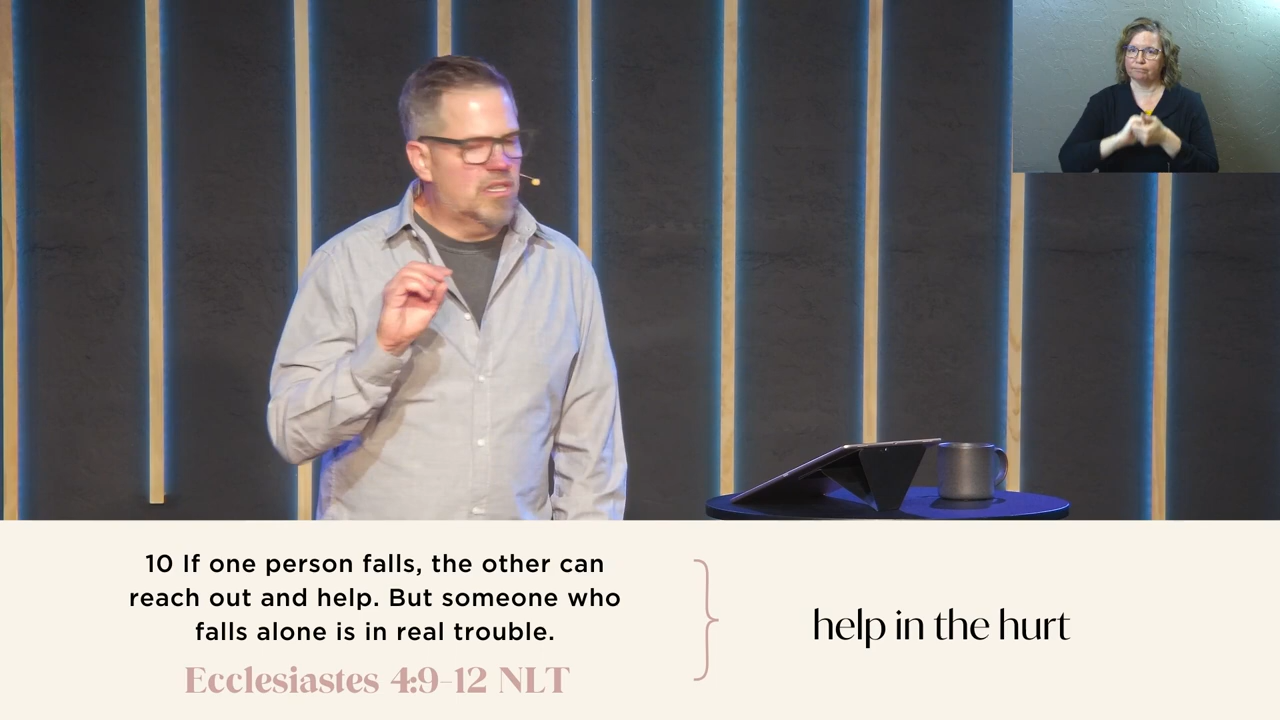 10 If one person falls, the other can
reach out and help. But someone who
falls alone is in real trouble.
Ecclesiastes 4:9-12 NLT
help in the hurt